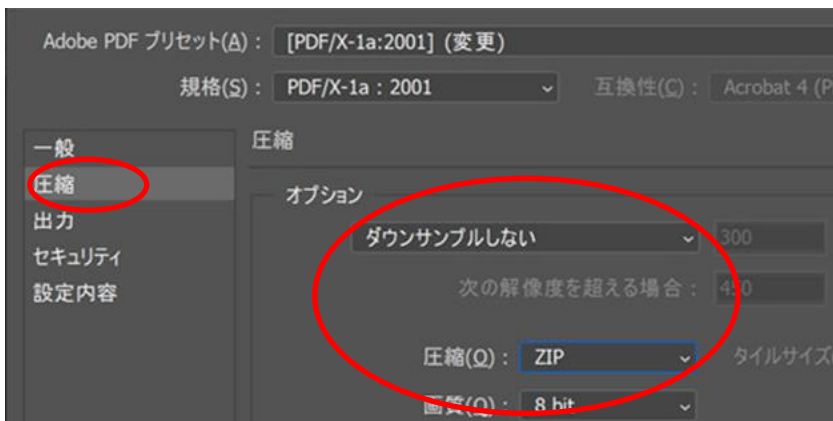 Adobe PDF プリセット(A)： [PDF/X-1a:2001] (変更)
規格(S)： PDF/X-1a : 2001 互換性(C)： Acrobat 4 (P
一般
圧縮
出力
セキュリティ
設定内容
圧縮
オプション
ダウンサンプルしない 300
次の解像度を超える場合： 450
圧縮(O)： ZIP タイルサイズ
画質(Q)： 8 bit